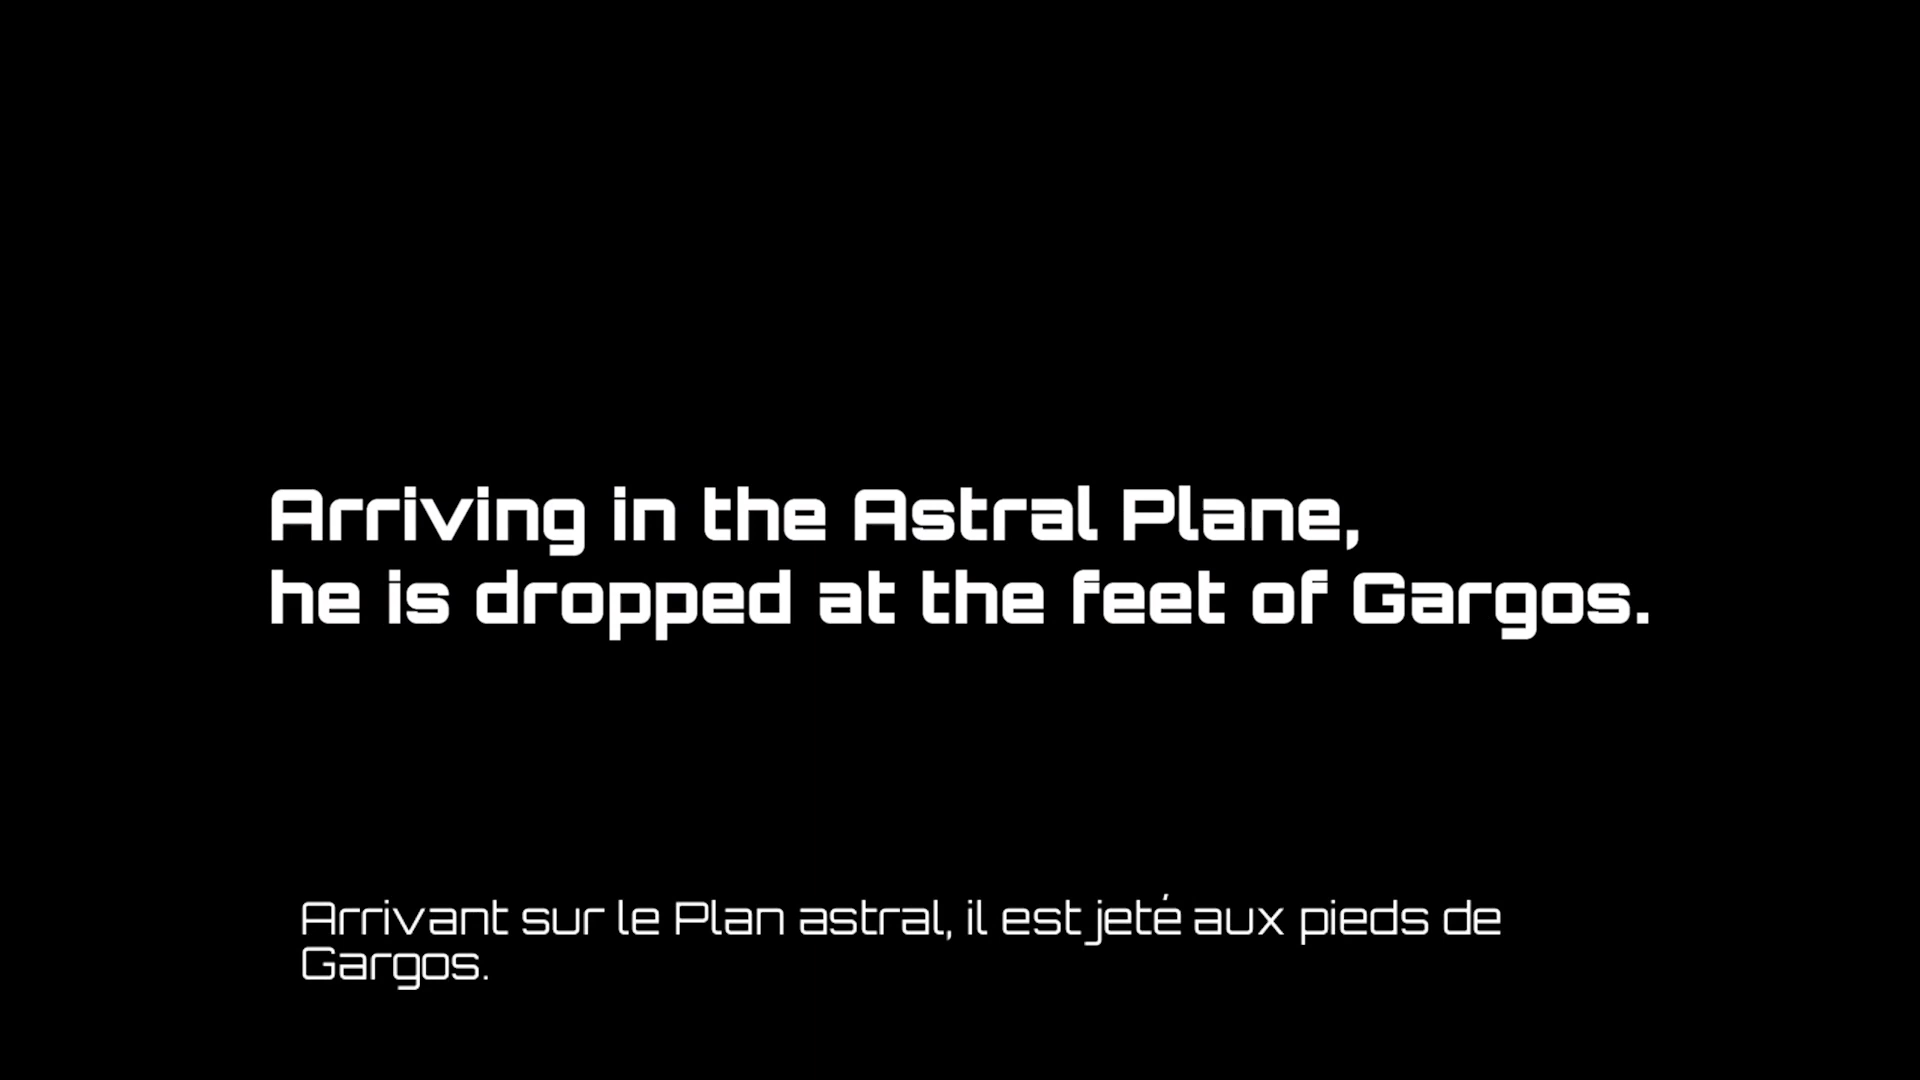 Arriving in the Astral Plane,
he is dropped at the feet of Gargos.
Arrivant sur le Plan astral, il est jeté aux pieds de
Gargos.